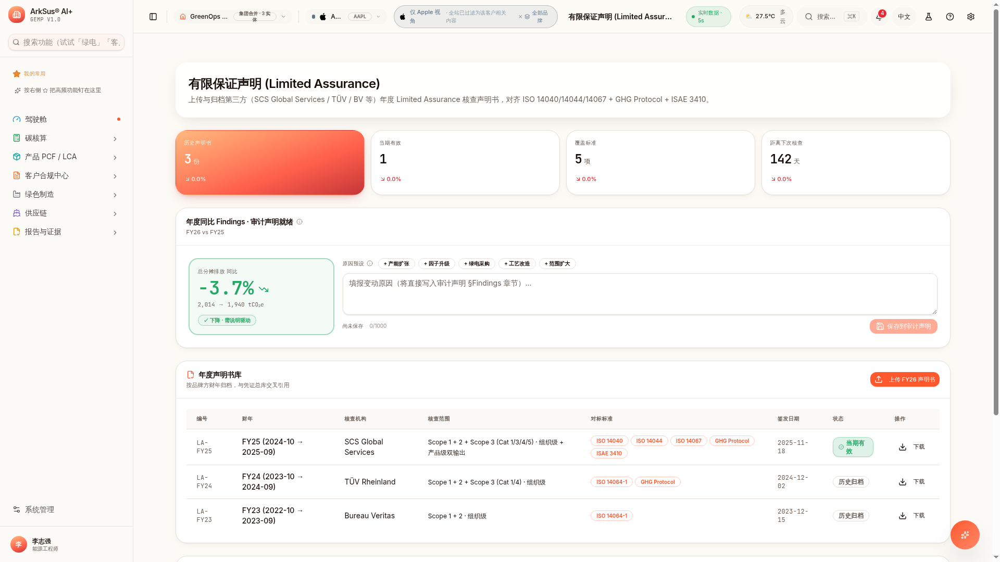 ArkSus® AI+
GEMP V1.0
搜索功能（试试「绿电」「客.
我的常用
按右侧 ☆ 把高频功能钉在这里
驾驶舱
碳核算
产品 PCF / LCA
客户合规中心
绿色制造
供应链
报告与证据
系统管理
李
李志强
能源工程师
GreenOps ...
集团合并 · 3 实体
A...
AAPL
仅 Apple 视角
· 全站已过滤为该客户相关内容
× 全部品牌
有限保证声明 (Limited Assur...
实时数据 · 5s
27.5°C
多云
搜索...
⌘K
4
中文
有限保证声明 (Limited Assurance)
上传与归档第三方（SCS Global Services / TÜV / BV 等）年度 Limited Assurance 核查声明书，对齐 ISO 14040/14044/14067 + GHG Protocol + ISAE 3410。
历史声明书
3 份
↘ 0.0%
当期有效
1
↘ 0.0%
覆盖标准
5 项
↘ 0.0%
距离下次核查
142 天
↘ 0.0%
年度同比 Findings · 审计声明就绪
FY26 vs FY25
总分摊排放 同比
-3.7%
2,014 → 1,940 tCO₂e
✓ 下降 · 需说明驱动
原因预设
+ 产能扩张
+ 因子升级
+ 绿电采购
+ 工艺改造
+ 范围扩大
填报变动原因（将直接写入审计声明 §Findings 章节）...
尚未保存 0/1000
保存到审计声明
年度声明书库
按品牌方财年归档，与凭证总库交叉引用
上传 FY26 声明书
编号 财年 核查机构 核查范围 对标标准 签发日期 状态 操作
LA-FY25
FY25 (2024-10 → 2025-09)
SCS Global Services
Scope 1 + 2 + Scope 3 (Cat 1/3/4/5) · 组织级 + 产品级双输出
ISO 14040 ISO 14044 ISO 14067 GHG Protocol
ISAE 3410
2025-11-18
当期有效
下载
LA-FY24
FY24 (2023-10 → 2024-09)
TÜV Rheinland
Scope 1 + 2 + Scope 3 (Cat 1/4) · 组织级
ISO 14064-1 GHG Protocol
2024-12-02
历史归档
下载
LA-FY23
FY23 (2022-10 → 2023-09)
Bureau Veritas
Scope 1 + 2 · 组织级
ISO 14064-1
2023-12-15
历史归档
下载